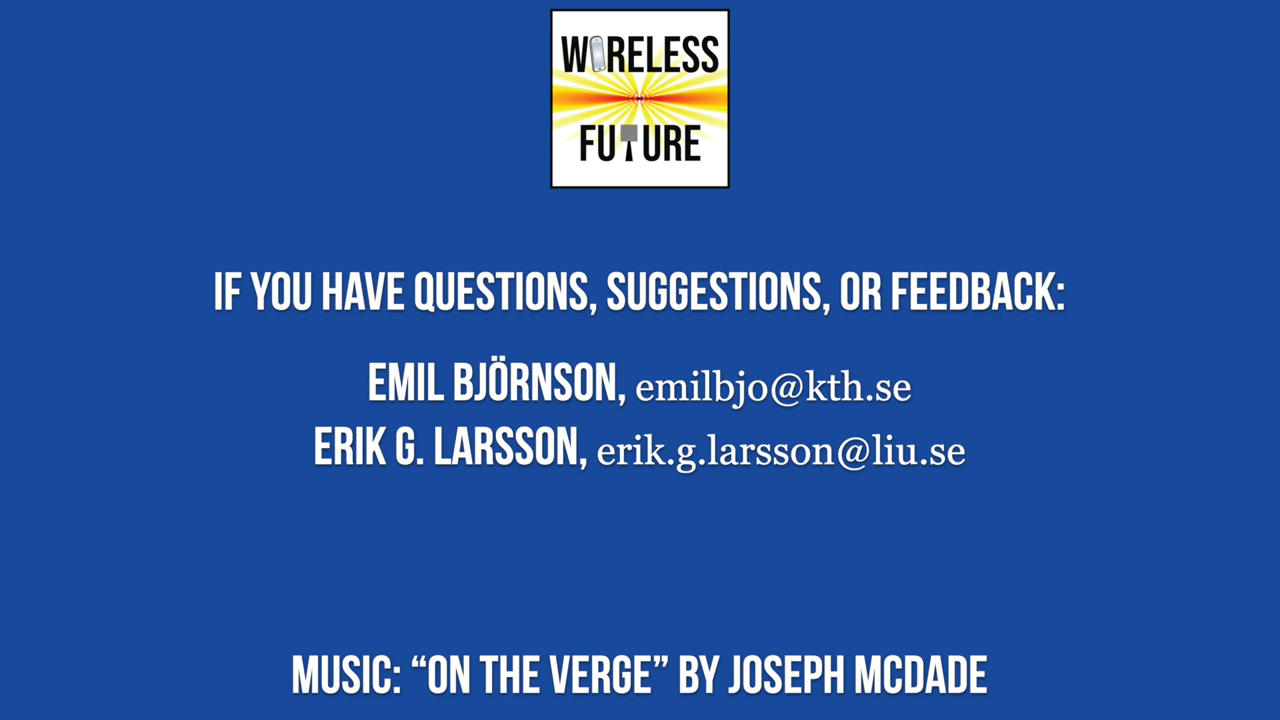 WIRELESS
FUTURE
IF YOU HAVE QUESTIONS, SUGGESTIONS, OR FEEDBACK:
EMIL BJÖRNSON, emilbjo@kth.se
ERIK G. LARSSON, erik.g.larsson@liu.se
MUSIC: “ON THE VERGE” BY JOSEPH MCDADE